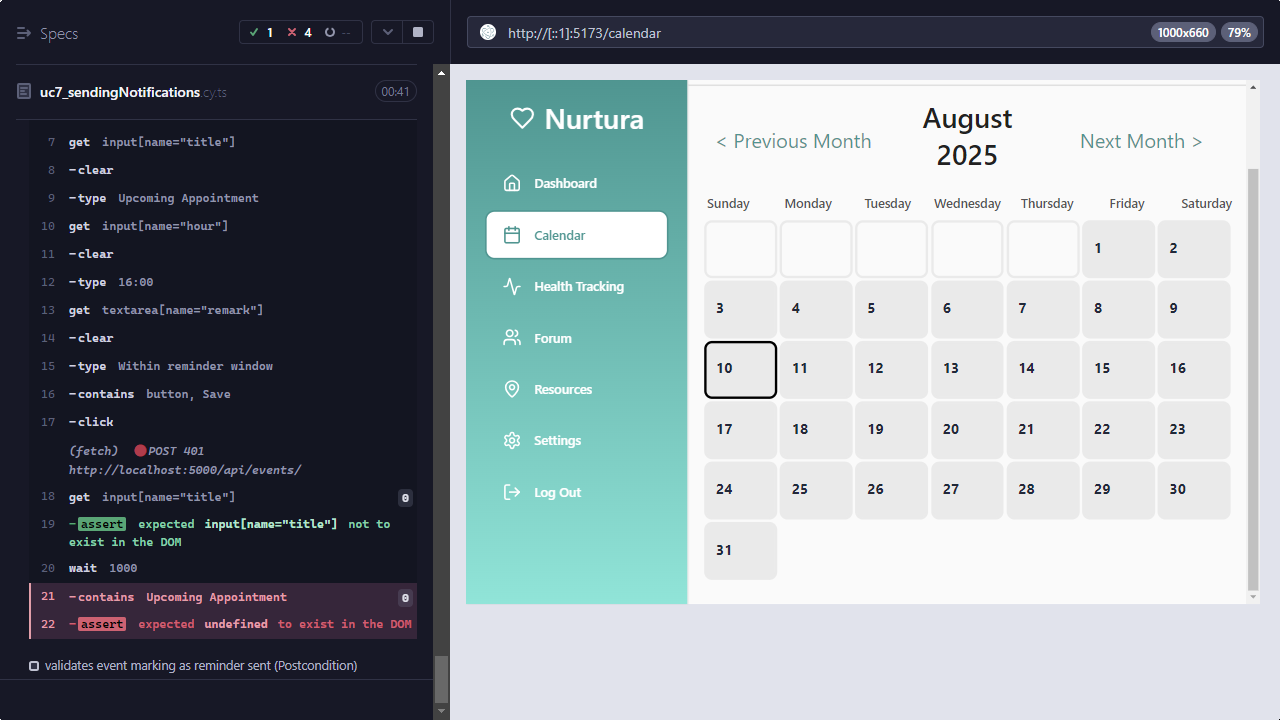 Specs
1 4 --
http://[::1]:5173/calendar
1000x660
79%
uc7_sendingNotifications.cy.ts
00:41
7 get input[name="title"]
8 -clear
9 -type Upcoming Appointment
10 get input[name="hour"]
11 -clear
12 -type 16:00
13 get textarea[name="remark"]
14 -clear
15 -type Within reminder window
16 -contains button, Save
17 -click
(fetch) POST 401
http://localhost:5000/api/events/
18 get input[name="title"] 0
19 -assert expected input[name="title"] not to
exist in the DOM
20 wait 1000
21 -contains Upcoming Appointment 0
22 -assert expected undefined to exist in the DOM
validates event marking as reminder sent (Postcondition)
Nurtura
Dashboard
Calendar
Health Tracking
Forum
Resources
Settings
Log Out
< Previous Month
August
2025
Next Month >
Sunday Monday Tuesday Wednesday Thursday Friday Saturday
1 2
3 4 5 6 7 8 9
10 11 12 13 14 15 16
17 18 19 20 21 22 23
24 25 26 27 28 29 30
31